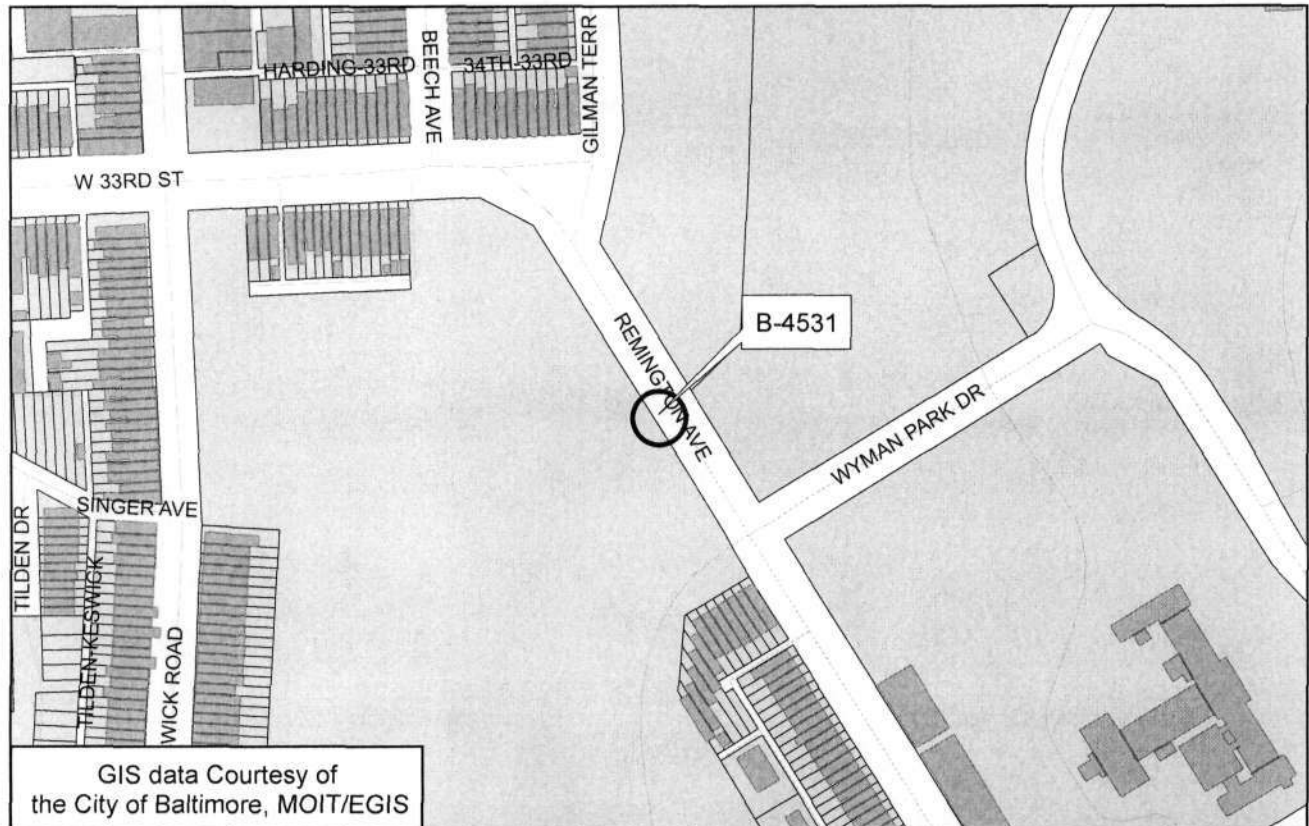 HARDING-33RD
34TH-33RD
BEECH AVE
GILMAN TERR
W 33RD ST
REMINGTON AVE
B-4531
WYMAN PARK DR
SINGER AVE
TILDEN DR
TILDEN-KESWICK
WICK ROAD
GIS data Courtesy of
the City of Baltimore, MOIT/EGIS